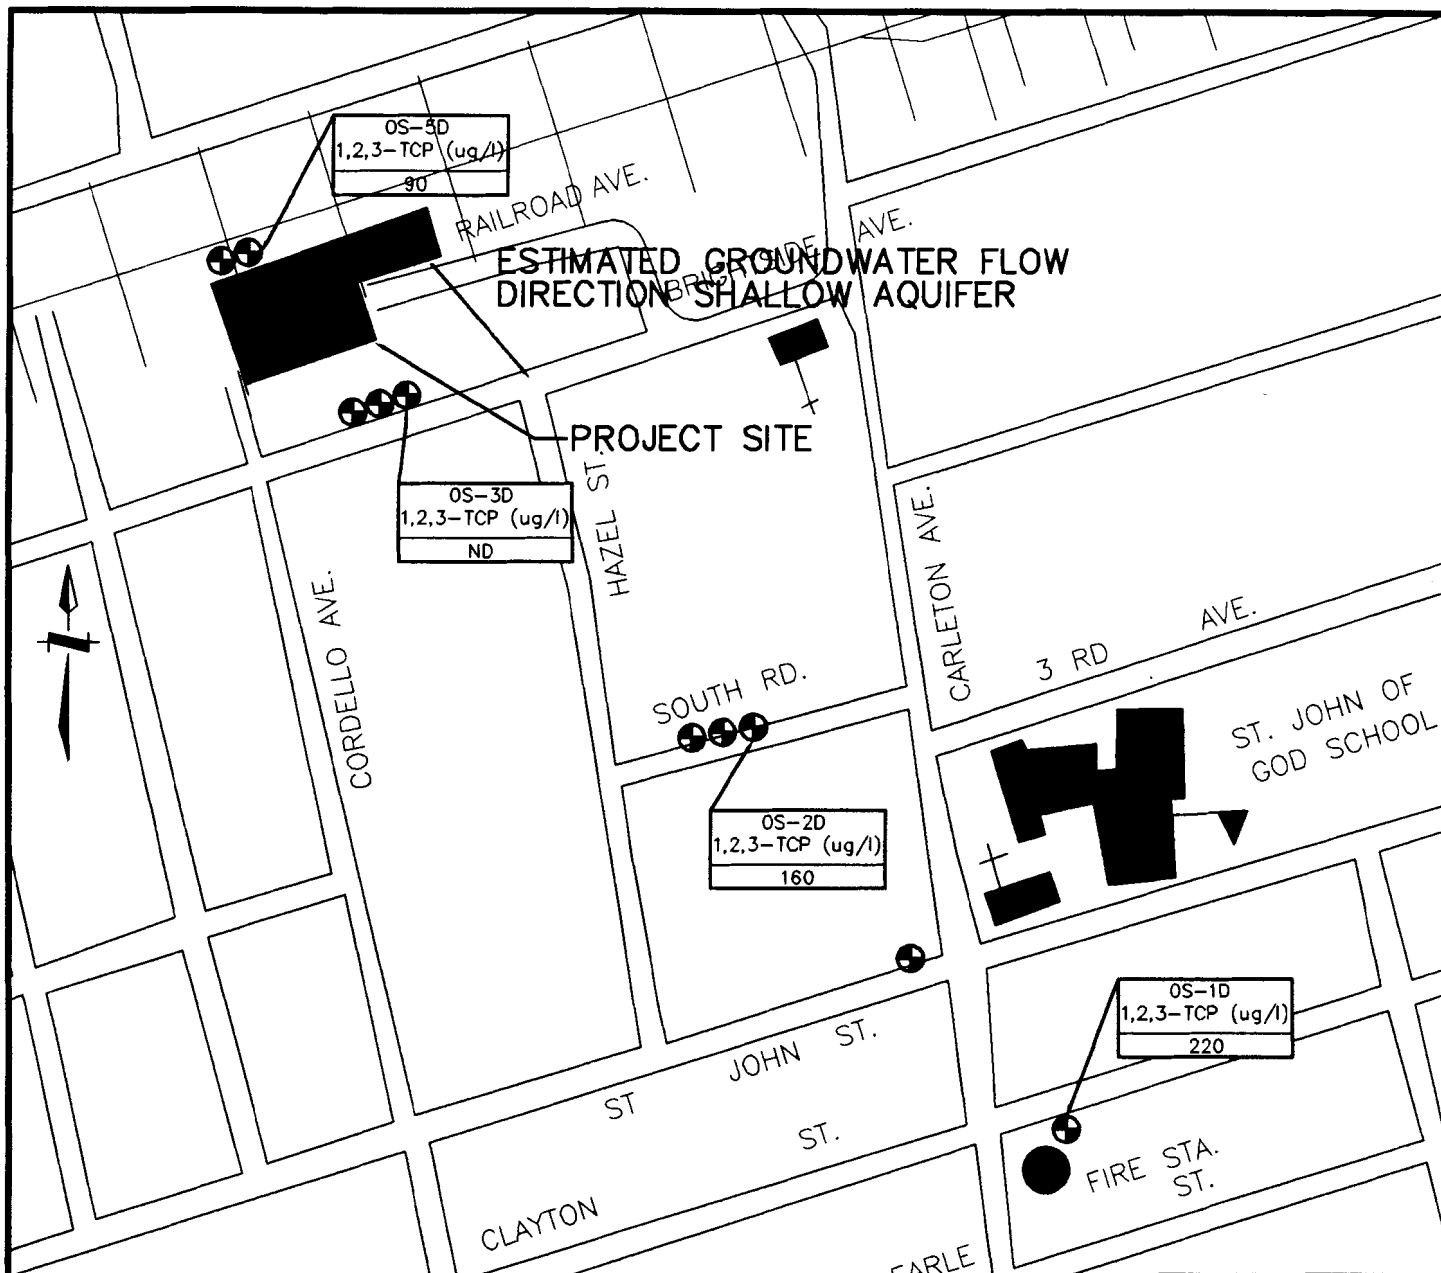 OS-5D
1,2,3-TCP (ug/l)
90
RAILROAD AVE.
BRIGHTSIDE AVE.
ESTIMATED GROUNDWATER FLOW
DIRECTION SHALLOW AQUIFER
PROJECT SITE
OS-3D
1,2,3-TCP (ug/l)
ND
HAZEL ST.
CORDELLO AVE.
CARLETON AVE.
3 RD AVE.
SOUTH RD.
ST. JOHN OF
GOD SCHOOL
OS-2D
1,2,3-TCP (ug/l)
160
OS-1D
1,2,3-TCP (ug/l)
220
ST JOHN ST.
CLAYTON ST.
FIRE STA.
EARLE ST.